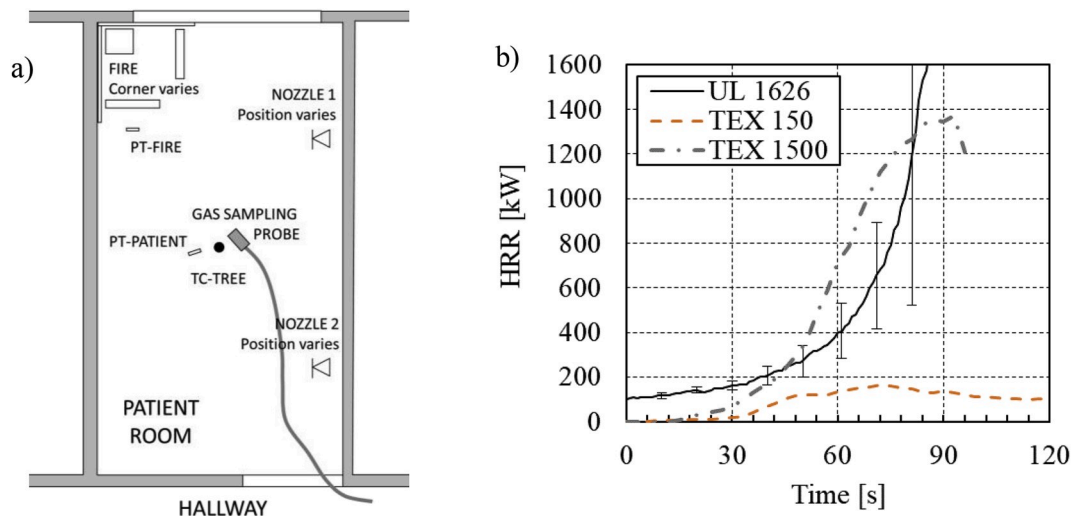 a)
FIRE
Corner varies
PT-FIRE
NOZZLE 1
Position varies
GAS SAMPLING
PROBE
PT-PATIENT
TC-TREE
NOZZLE 2
Position varies
PATIENT
ROOM
HALLWAY
b)
HRR [kW]
1600
1400
1200
1000
800
600
400
200
0
UL 1626
TEX 150
TEX 1500
0 30 60 90 120
Time [s]